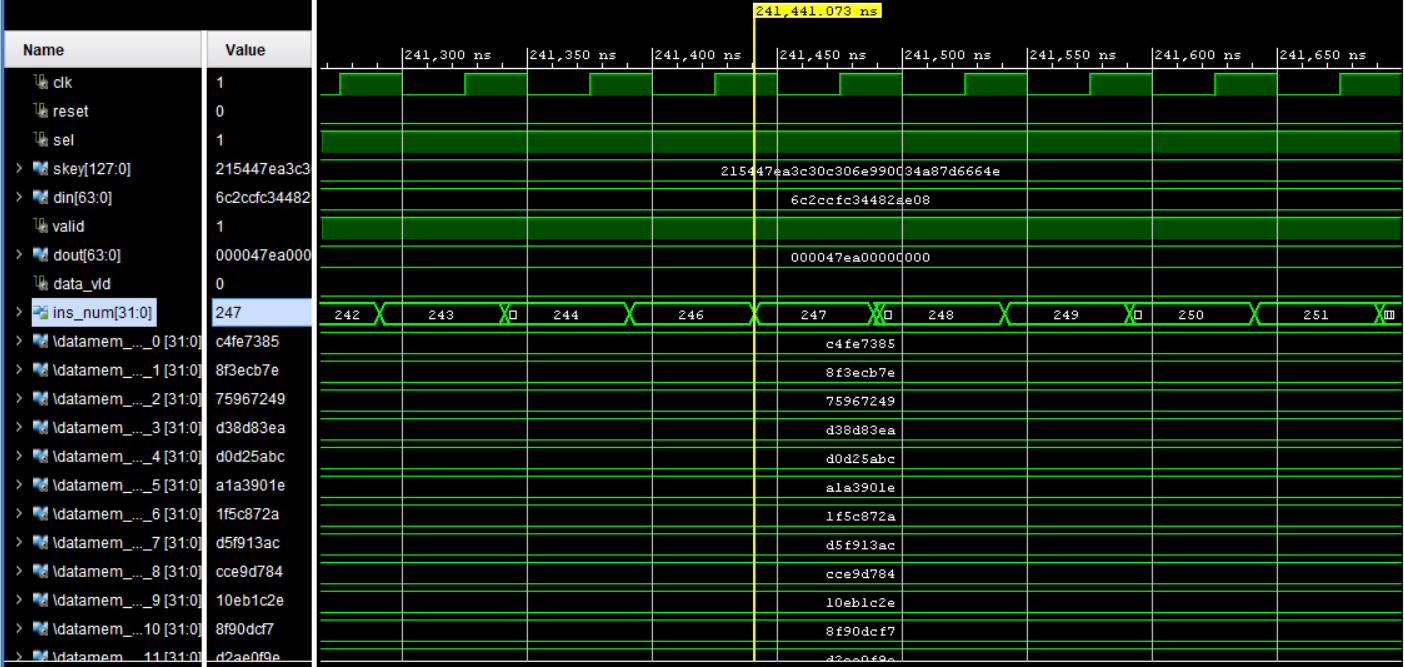 241,441.073 ns
Name Value 241,300 ns 241,350 ns 241,400 ns 241,450 ns 241,500 ns 241,550 ns 241,600 ns 241,650 ns
clk 1
reset 0
sel 1
skey[127:0] 215447ea3c3 215447ea3c30c306e990034a87d6664e
din[63:0] 6c2ccfc34482 6c2ccfc34482ae08
valid 1
dout[63:0] 000047ea000 000047ea00000000
data_vld 0
ins_num[31:0] 247 242 243 244 246 247 248 249 250 251
\datamem_..._0 [31:0] c4fe7385 c4fe7385
\datamem_..._1 [31:0] 8f3ecb7e 8f3ecb7e
\datamem_..._2 [31:0] 75967249 75967249
\datamem_..._3 [31:0] d38d83ea d38d83ea
\datamem_..._4 [31:0] d0d25abc d0d25abc
\datamem_..._5 [31:0] a1a3901e a1a3901e
\datamem_..._6 [31:0] 1f5c872a 1f5c872a
\datamem_..._7 [31:0] d5f913ac d5f913ac
\datamem_..._8 [31:0] cce9d784 cce9d784
\datamem_..._9 [31:0] 10eb1c2e 10eb1c2e
\datamem_...10 [31:0] 8f90dcf7 8f90dcf7
\datamem_...11 [31:0] d2ae0f9e d2ae0f9e